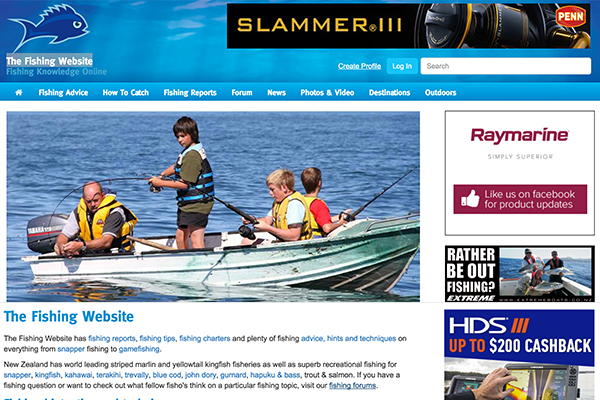 SLAMMER®III
PENN
The Fishing Website
Fishing Knowledge Online
Create Profile Log In Search
Fishing Advice How To Catch Fishing Reports Forum News Photos & Video Destinations Outdoors
YAMAHA
Raymarine®
SIMPLY SUPERIOR™
Like us on facebook
for product updates
RATHER
BE OUT
FISHING?
EXTREME
WWW.EXTREMEBOATS.CO.NZ
HDS III
UP TO $200 CASHBACK
The Fishing Website
The Fishing Website has fishing reports, fishing tips, fishing charters and plenty of fishing advice, hints and techniques on
everything from snapper fishing to gamefishing.
New Zealand has world leading striped marlin and yellowtail kingfish fisheries as well as superb recreational fishing for
snapper, kingfish, kahawai, terakihi, trevally, blue cod, john dory, gurnard, hapuku & bass, trout & salmon. If you have a
fishing question or want to check out what fellow fisho's think on a particular fishing topic, visit our fishing forums.